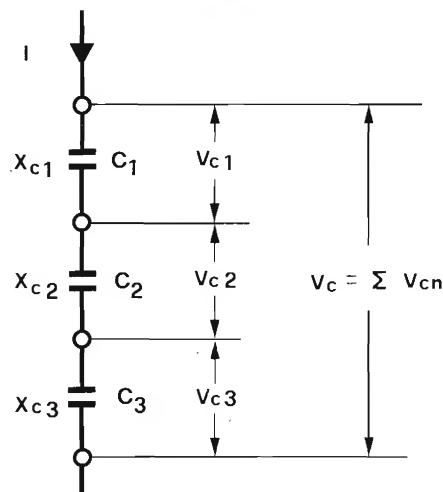 I
Xc1 C1 Vc1
Xc2 C2 Vc2 Vc = Σ Vcn
Xc3 C3 Vc3